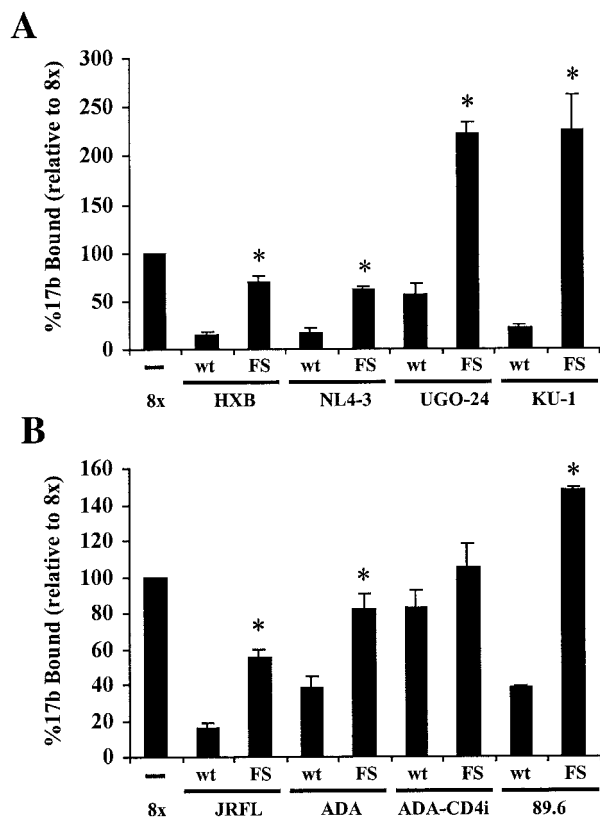 A
%17b Bound (relative to 8x)
300
250
200
150
100
50
0
*
*
*
*
wt FS wt FS wt FS wt FS
8x HXB NL4-3 UGO-24 KU-1
B
%17b Bound (relative to 8x)
160
140
120
100
80
60
40
20
0
*
*
*
wt FS wt FS wt FS wt FS
8x JRFL ADA ADA-CD4i 89.6